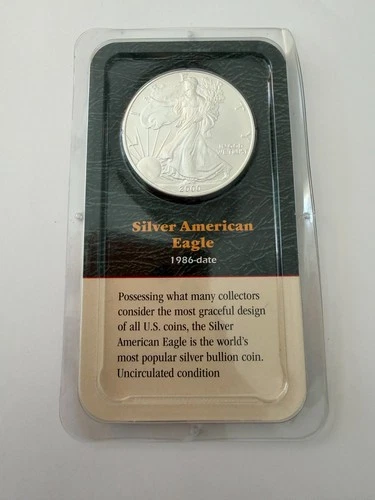 LIBERTY
IN GOD WE
TRUST
2000
Silver American
Eagle
1986-date
Possessing what many collectors
consider the most graceful design
of all U.S. coins, the Silver
American Eagle is the world's
most popular silver bullion coin.
Uncirculated condition